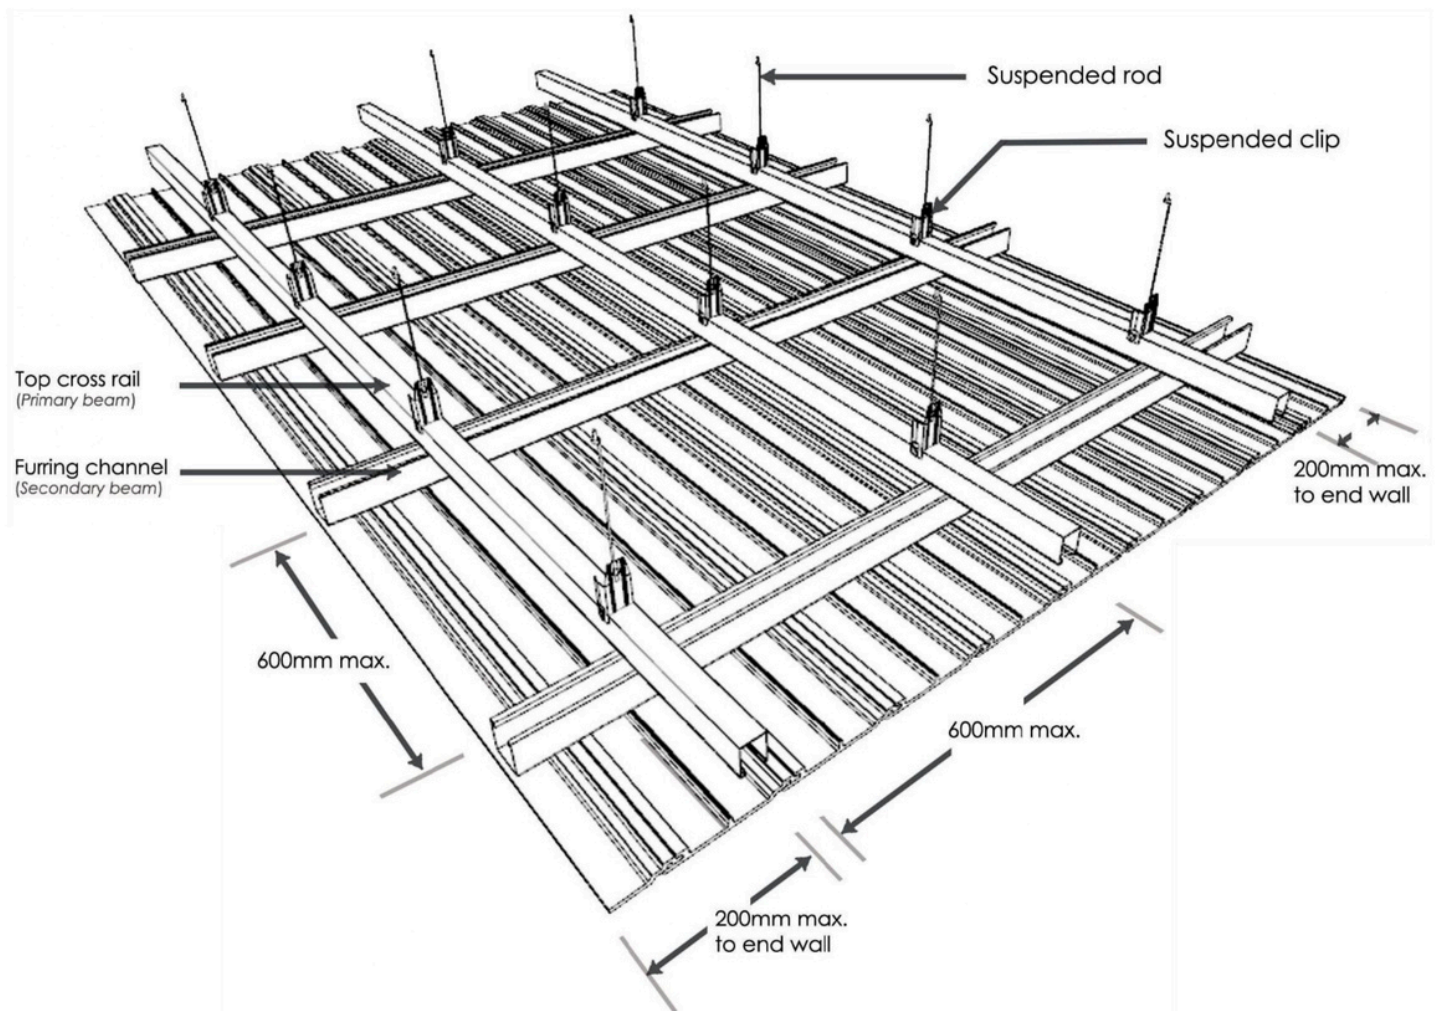 Suspended rod
Suspended clip
Top cross rail
(Primary beam)
Furring channel
(Secondary beam)
200mm max.
to end wall
600mm max.
600mm max.
200mm max.
to end wall